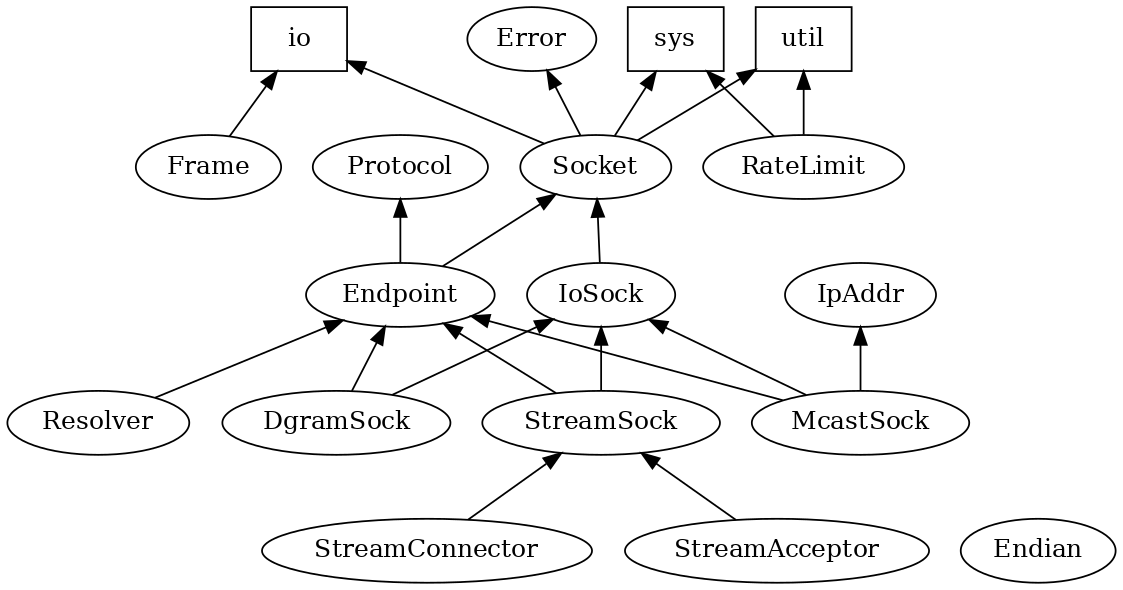 io
Error
sys
util
Frame
Protocol
Socket
RateLimit
Endpoint
IoSock
IpAddr
Resolver
DgramSock
StreamSock
McastSock
StreamConnector
StreamAcceptor
Endian